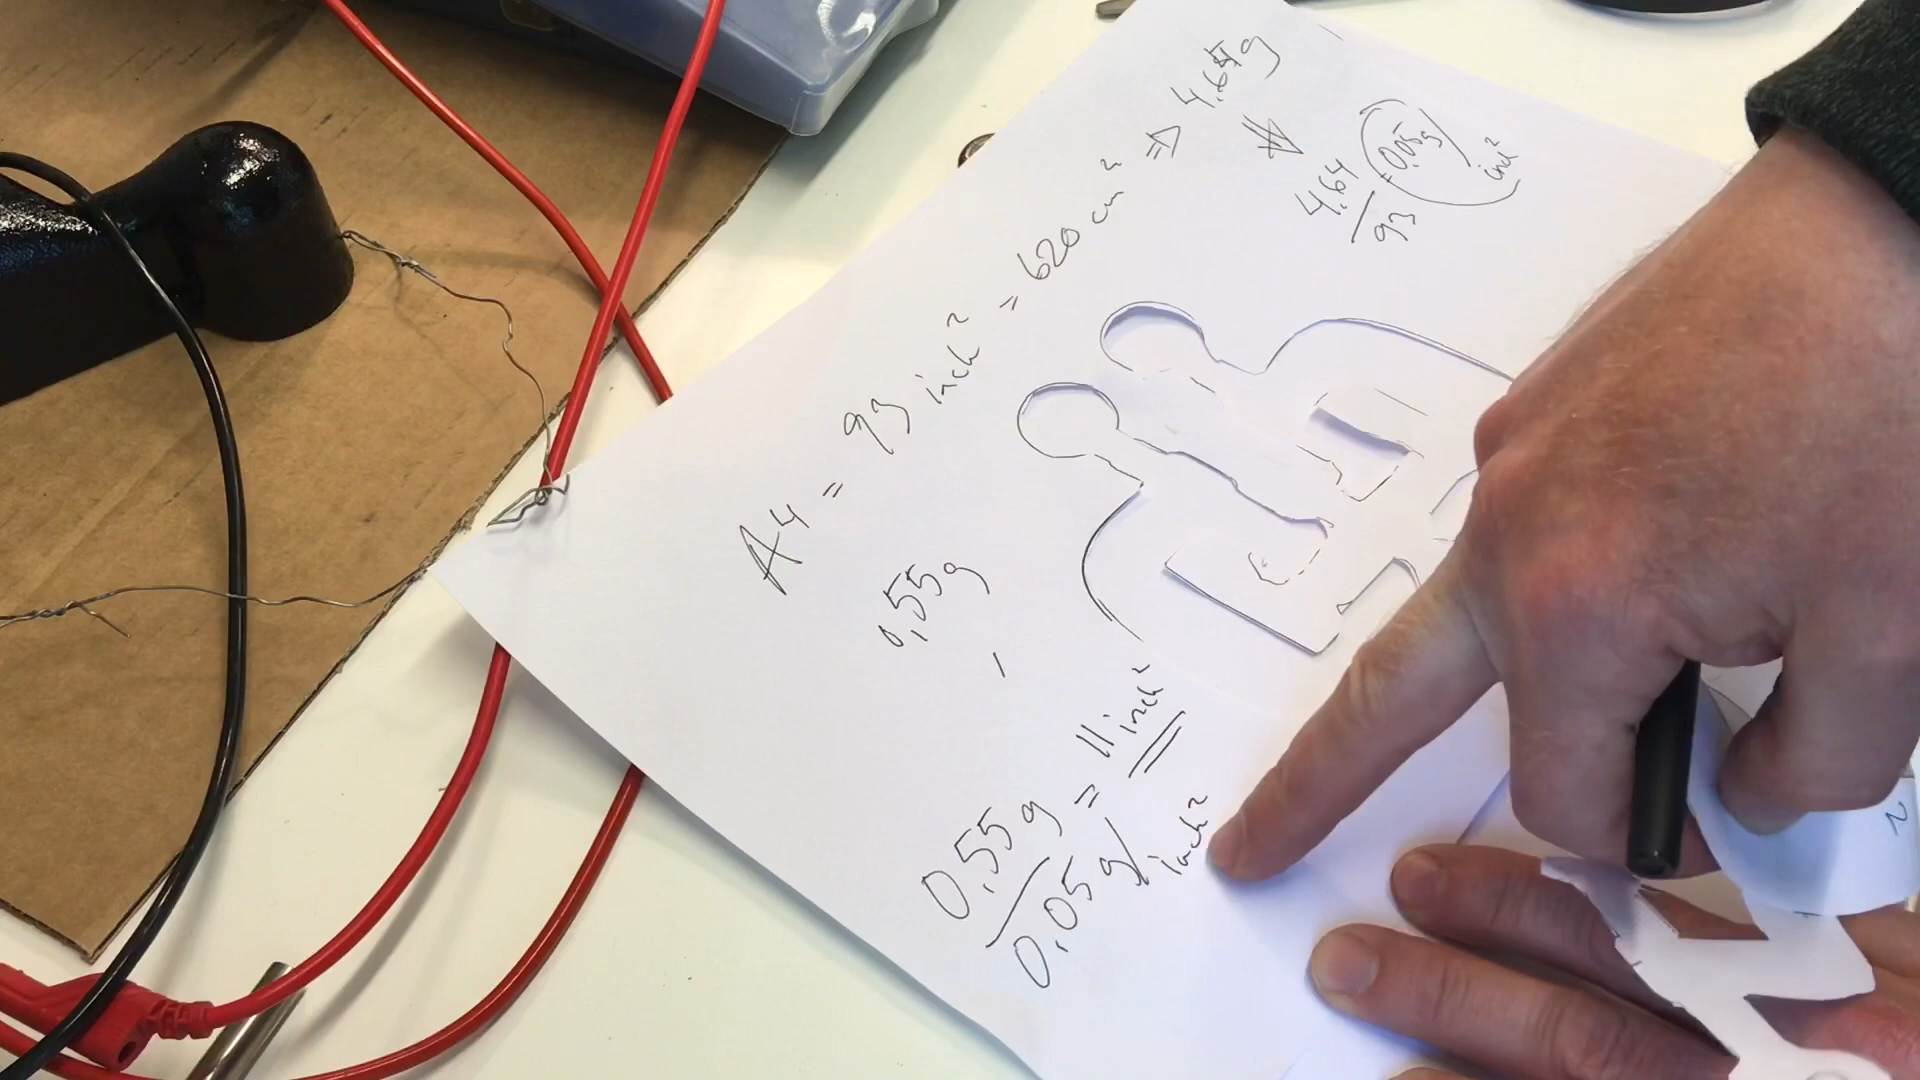 A4 = 93 inch² = 620 cm² => 4.64g
4.64
93
=0.05g/
inch²
0,55g
0.55g
0.05 g/
inch²
= 11 inch²
N